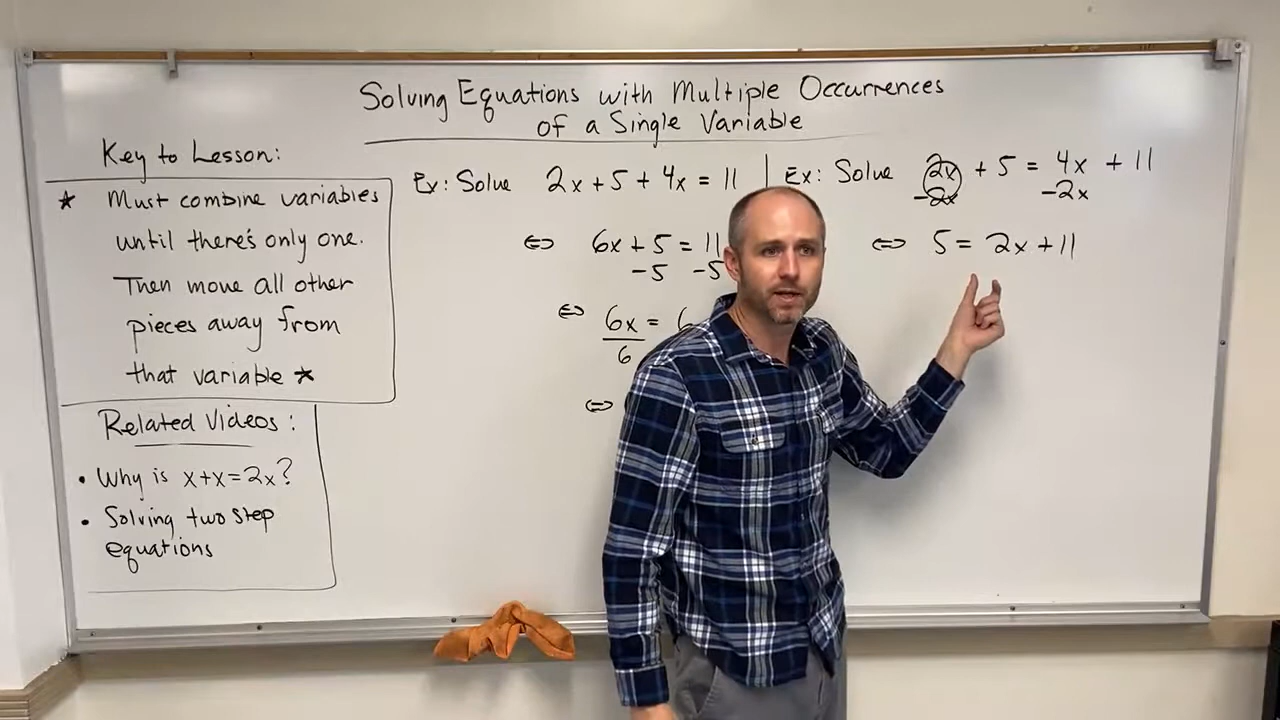 Solving Equations with Multiple Occurrences
of a Single Variable
Key to Lesson:
★ Must combine variables
until there's only one.
Then move all other
pieces away from
that variable ★
Related Videos:
• Why is x+x=2x?
• Solving two step
equations
Ex: Solve 2x+5+4x=11
⇔ 6x+5=11
-5 -5
⇔ 6x = 6
6
⇔
Ex: Solve 2x+5=4x+11
-2x -2x
⇔ 5=2x+11